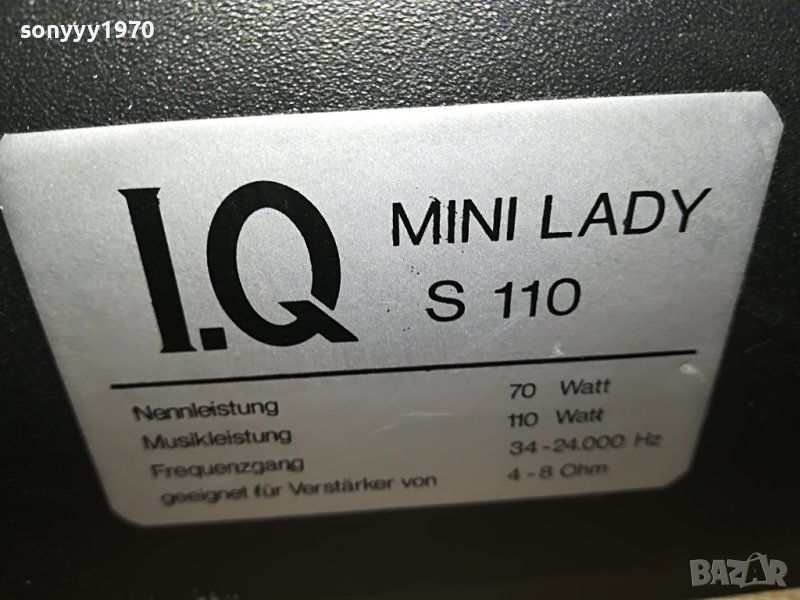 sonyyy1970
I.Q MINI LADY
S 110
Nennleistung 70 Watt
Musikleistung 110 Watt
Frequenzgang 34-24.000 Hz
geeignet für Verstärker von 4-8 Ohm
BAZAR